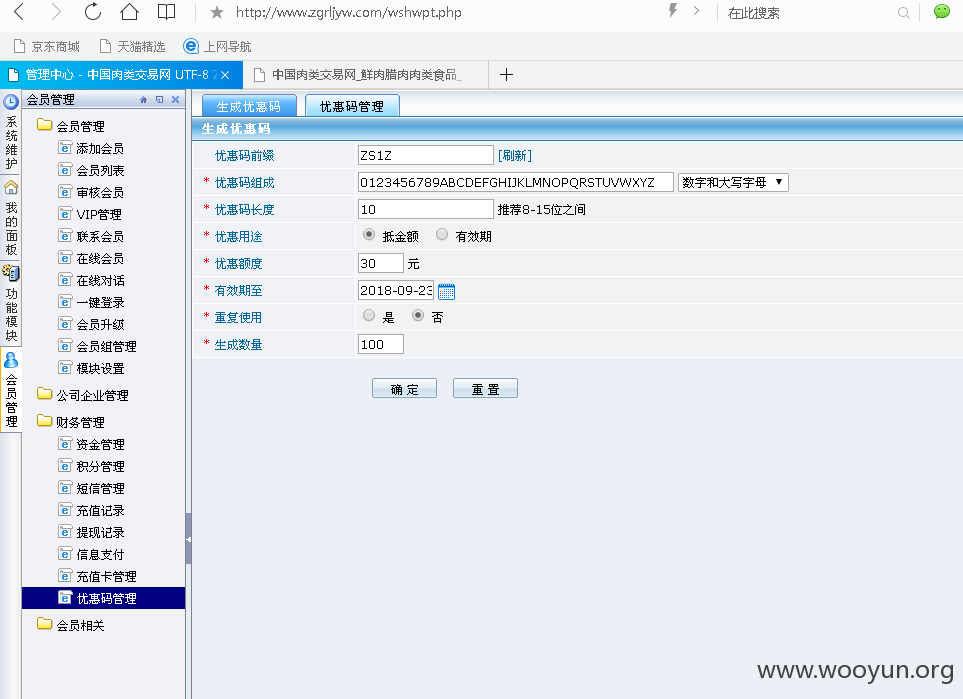 http://www.zgrljyw.com/wshwpt.php
在此搜索
京东商城 天猫精选 上网导航
管理中心 - 中国肉类交易网 UTF-8
中国肉类交易网_鲜肉腊肉肉类食品_
系统维护
我的面板
功能模块
会员管理
会员管理
会员管理
添加会员
会员列表
审核会员
VIP管理
联系会员
在线会员
在线对话
一键登录
会员升级
会员组管理
模块设置
公司企业管理
财务管理
资金管理
积分管理
短信管理
充值记录
提现记录
信息支付
充值卡管理
优惠码管理
会员相关
生成优惠码 优惠码管理
生成优惠码
优惠码前缀 ZS1Z [刷新]
* 优惠码组成 0123456789ABCDEFGHIJKLMNOPQRSTUVWXYZ 数字和大写字母
* 优惠码长度 10 推荐8-15位之间
* 优惠用途 抵金额 有效期
* 优惠额度 30 元
* 有效期至 2018-09-23
* 重复使用 是 否
* 生成数量 100
确 定 重 置
www.wooyun.org